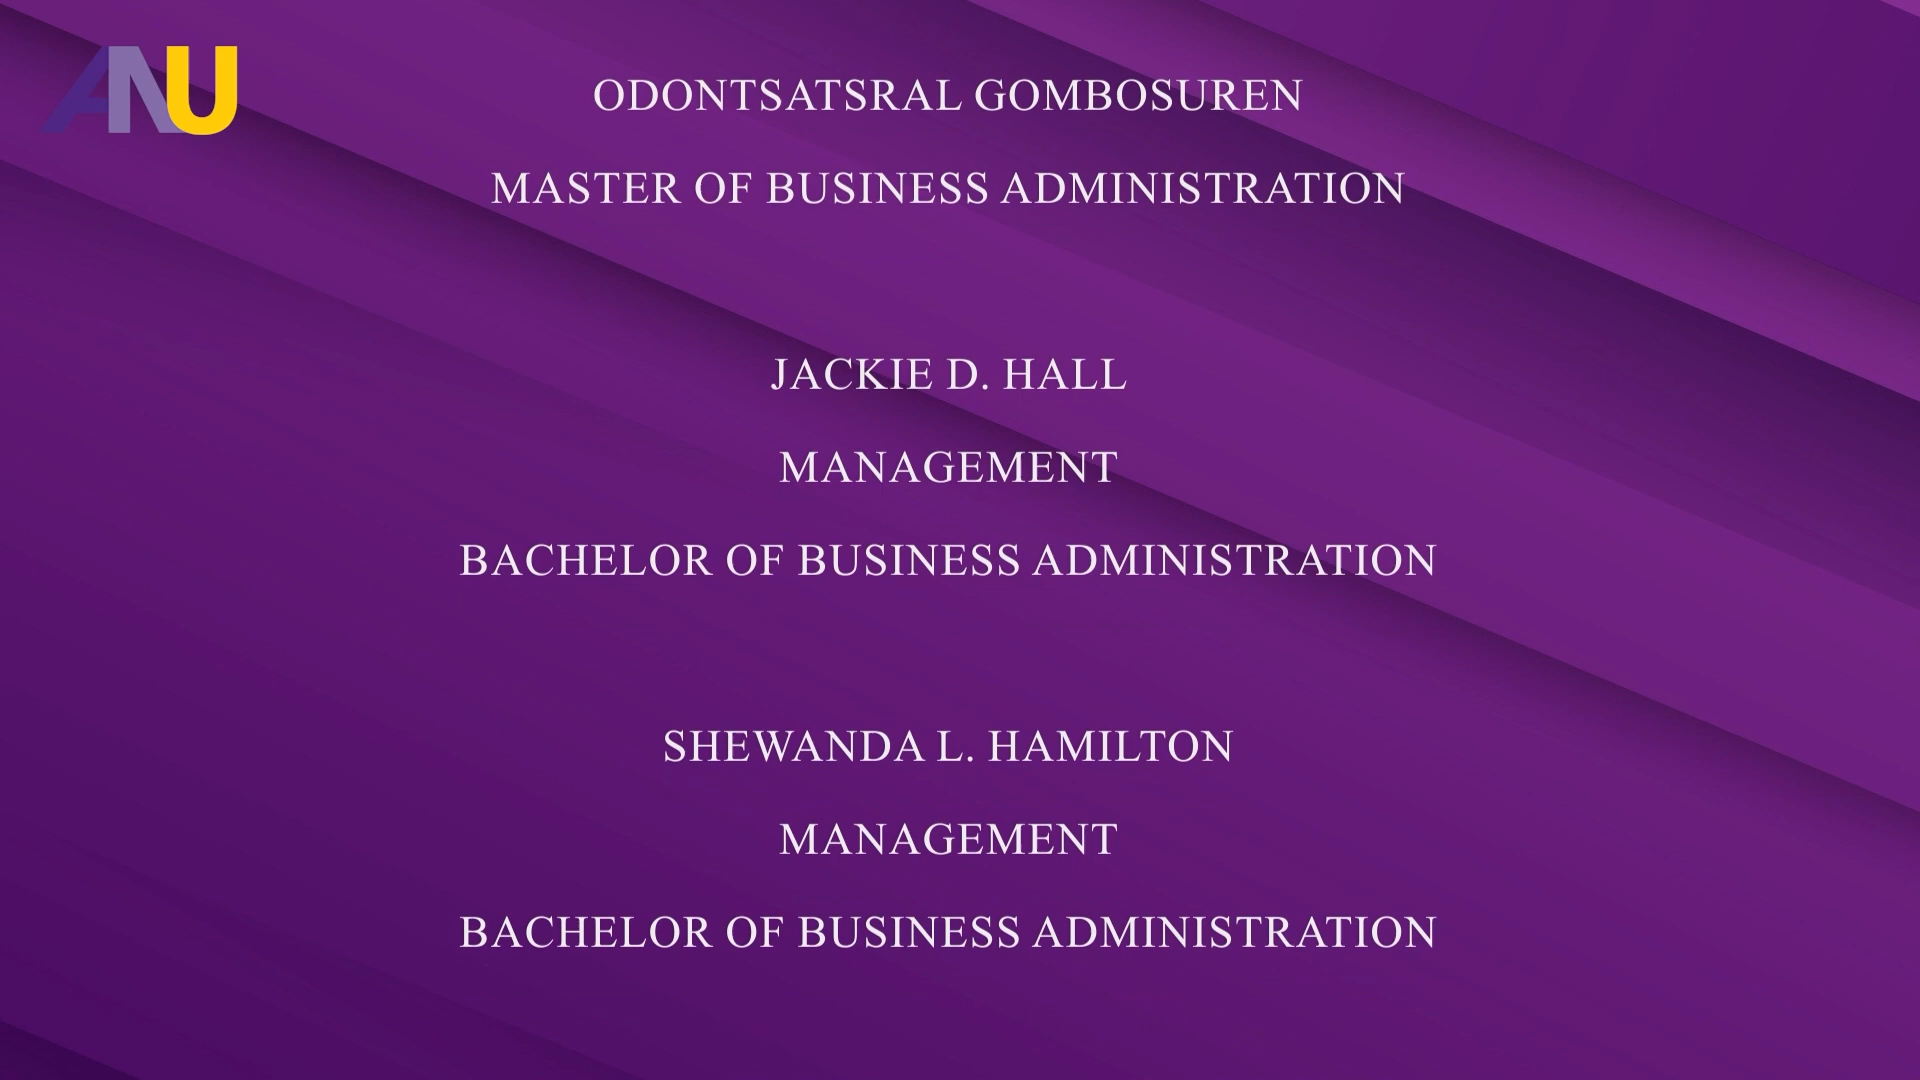 ANU
ODONTSATSRAL GOMBOSUREN
MASTER OF BUSINESS ADMINISTRATION
JACKIE D. HALL
MANAGEMENT
BACHELOR OF BUSINESS ADMINISTRATION
SHEWANDA L. HAMILTON
MANAGEMENT
BACHELOR OF BUSINESS ADMINISTRATION